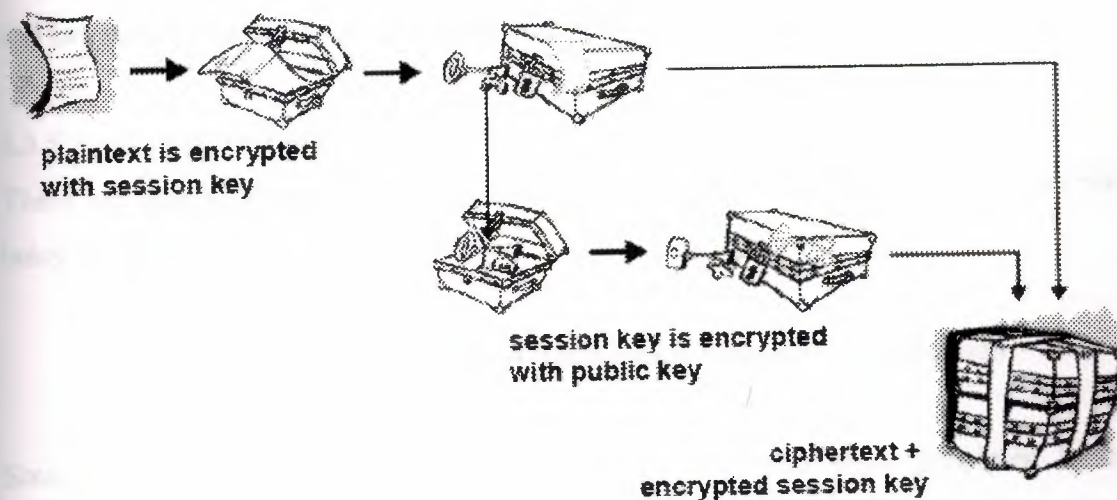 plaintext is encrypted
with session key
session key is encrypted
with public key
ciphertext +
encrypted session key